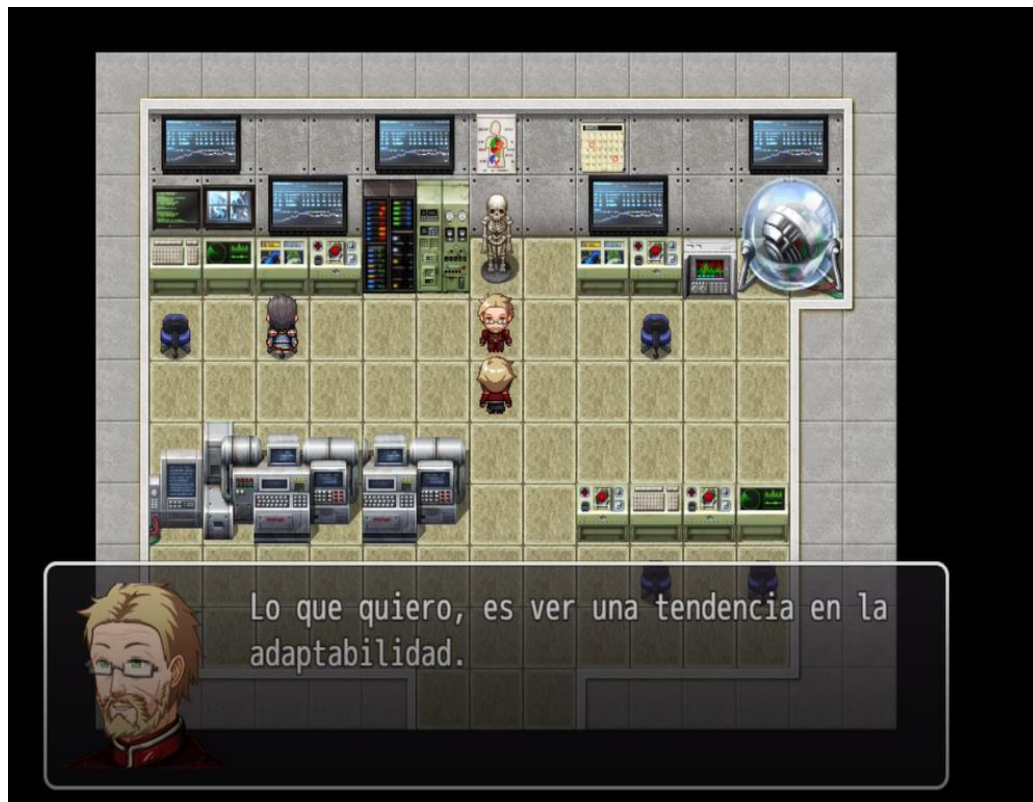 Lo que quiero, es ver una tendencia en la
adaptabilidad.